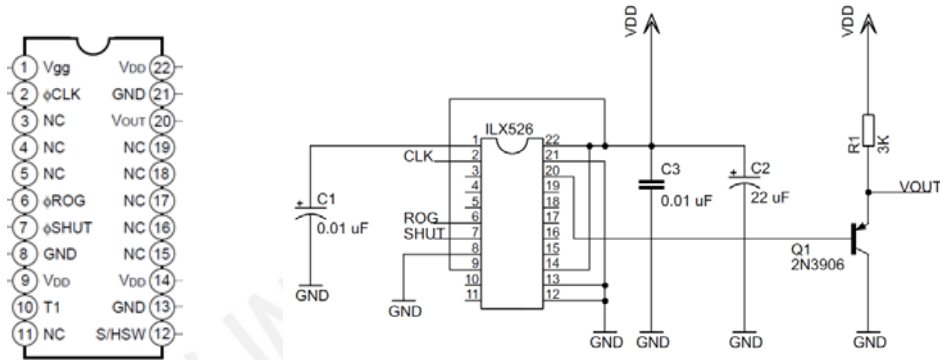 1 Vgg VDD 22
2 ϕCLK GND 21
3 NC VOUT 20
4 NC NC 19
5 NC NC 18
6 ϕROG NC 17
7 ϕSHUT NC 16
8 GND NC 15
9 VDD VDD 14
10 T1 GND 13
11 NC S/HSW 12
VDD
VDD
ILX526
1 22
CLK 2 21
3 20
4 19
5 18
ROG 6 17
SHUT 7 16
8 15
9 14
10 13
11 12
+ C1
0.01 uF
GND
GND
GND
C3
0.01 uF
GND
+ C2
22 uF
GND
R1
3K
VOUT
Q1
2N3906
GND